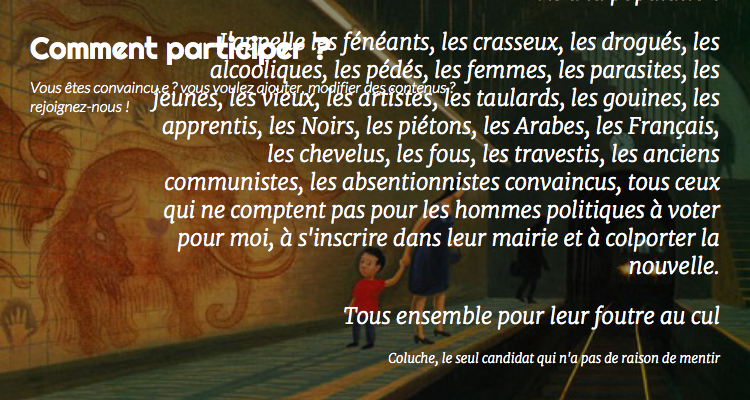 vis à la population :
Comment participer ?
Vous êtes convaincu.e ? vous voulez ajouter, modifier des contenus ?
rejoignez-nous !
J'appelle les fénéants, les crasseux, les drogués, les
alcooliques, les pédés, les femmes, les parasites, les
jeunes, les vieux, les artistes, les taulards, les gouines, les
apprentis, les Noirs, les piétons, les Arabes, les Français,
les chevelus, les fous, les travestis, les anciens
communistes, les absentionnistes convaincus, tous ceux
qui ne comptent pas pour les hommes politiques à voter
pour moi, à s'inscrire dans leur mairie et à colporter la
nouvelle.
Tous ensemble pour leur foutre au cul
Coluche, le seul candidat qui n'a pas de raison de mentir